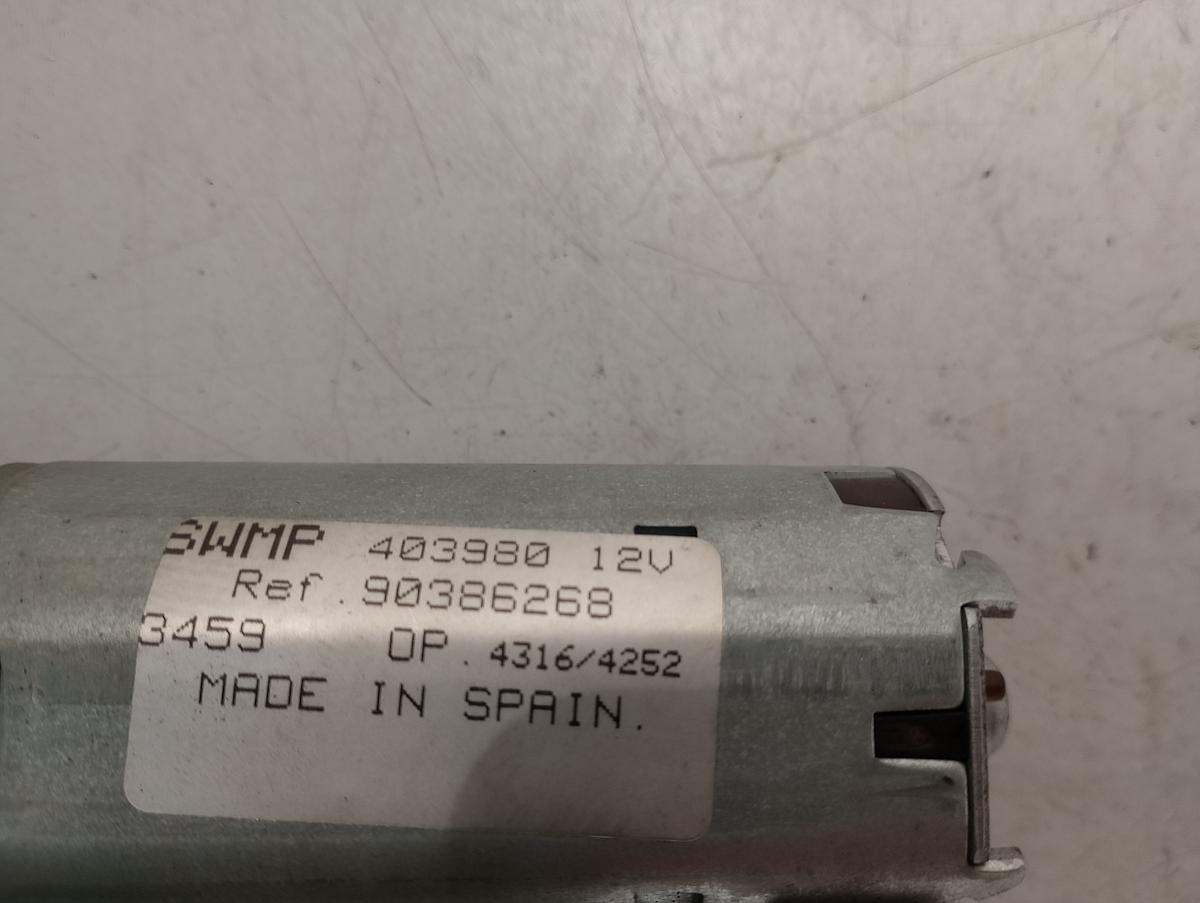 SWMP 403980 12V
Ref.90386268
3459 OP. 4316/4252
MADE IN SPAIN.